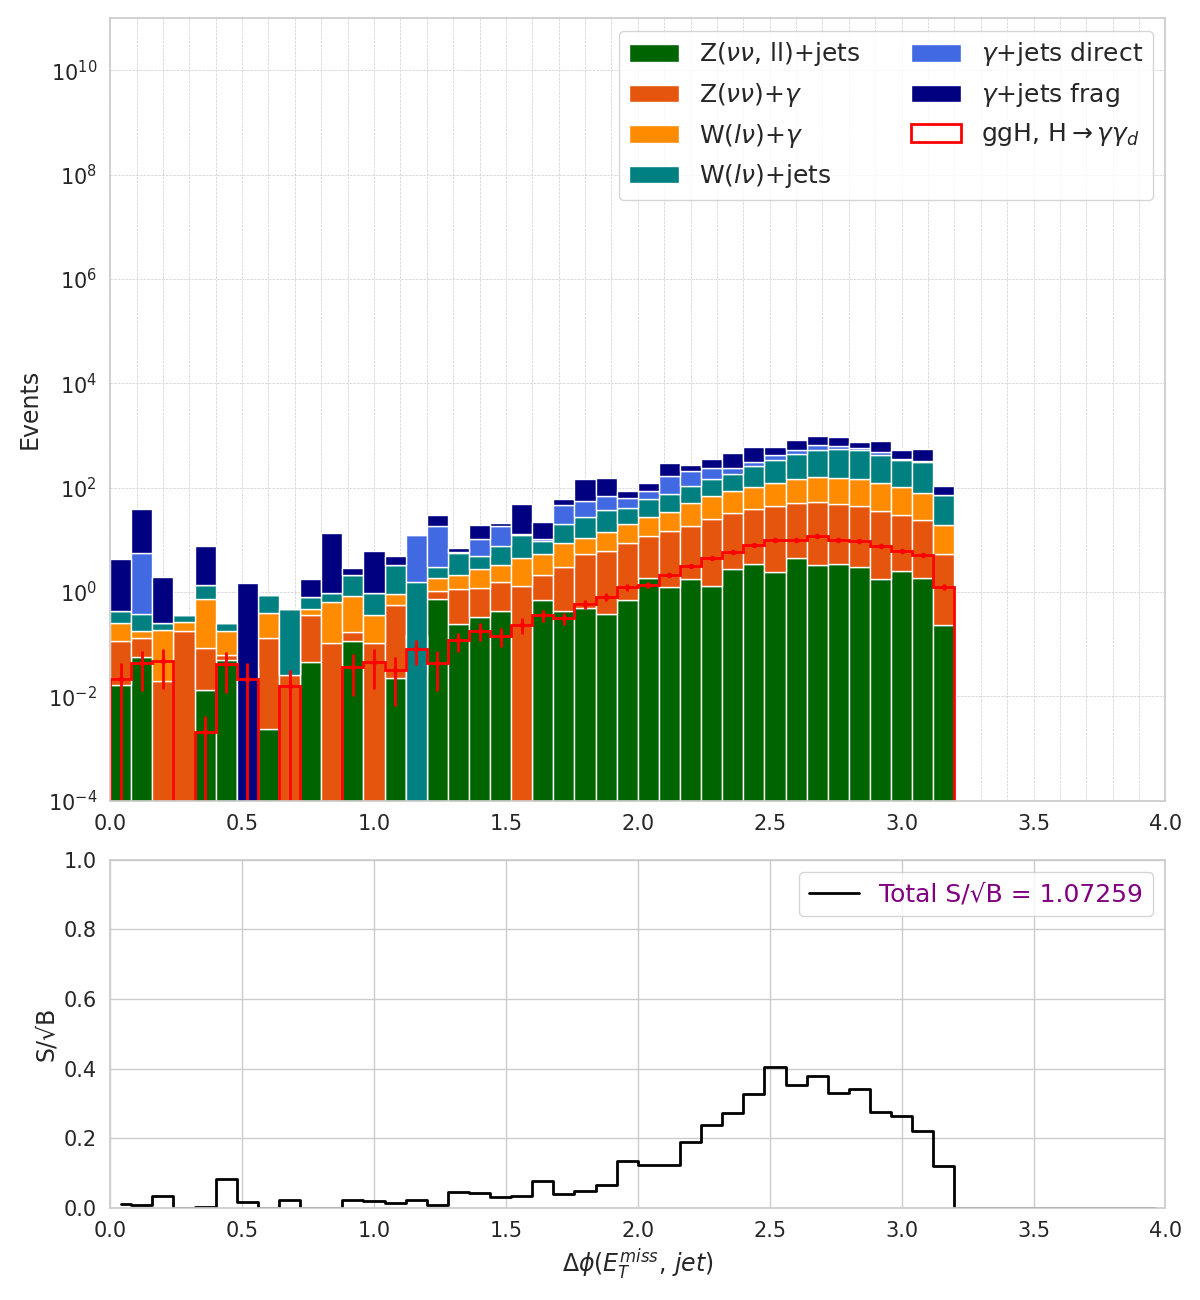 Z(νν, ll)+jets
Z(νν)+γ
W(lν)+γ
W(lν)+jets
γ+jets direct
γ+jets frag
ggH, H→γγ_d
Events
10^10
10^8
10^6
10^4
10^2
10^0
10^−2
10^−4
0.0 0.5 1.0 1.5 2.0 2.5 3.0 3.5 4.0
Total S/√B = 1.07259
S/√B
1.0
0.8
0.6
0.4
0.2
0.0
0.0 0.5 1.0 1.5 2.0 2.5 3.0 3.5 4.0
Δϕ(E_T^miss, jet)